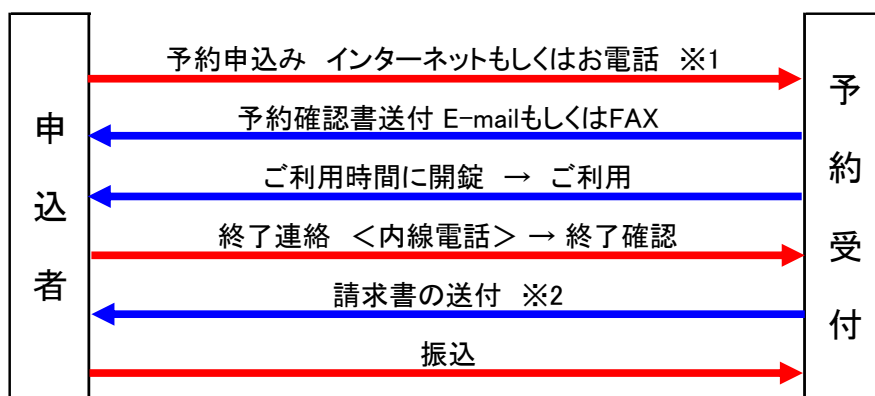 予約申込み インターネットもしくはお電話 ※1
予約確認書送付 E-mailもしくはFAX
ご利用時間に開錠 → ご利用
終了連絡 <内線電話> → 終了確認
請求書の送付 ※2
振込
申込者
予約受付